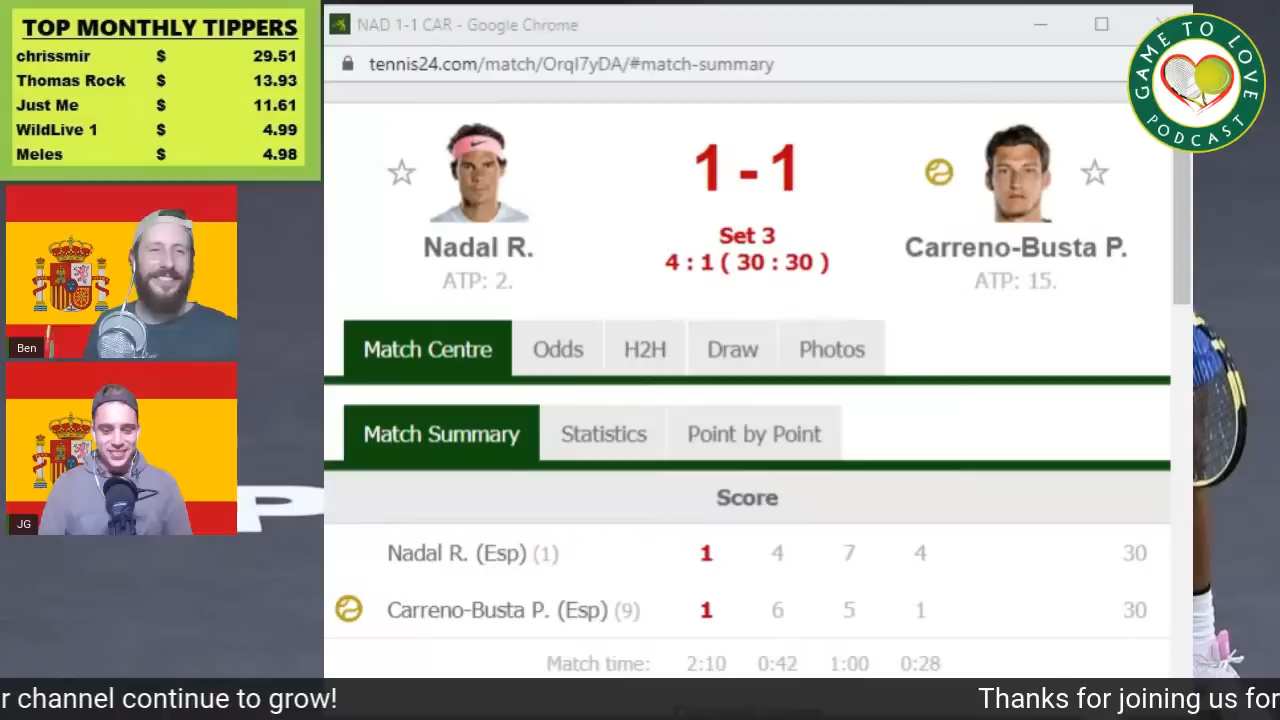 TOP MONTHLY TIPPERS
chrissmir $ 29.51
Thomas Rock $ 13.93
Just Me $ 11.61
WildLive 1 $ 4.99
Meles $ 4.98
Ben
JG
NAD 1-1 CAR - Google Chrome
tennis24.com/match/OrqI7yDA/#match-summary
GAME TO LOVE
PODCAST
1 - 1
Nadal R.
Set 3
Carreno-Busta P.
ATP: 2.
4 : 1 ( 30 : 30 )
ATP: 15.
Match Centre Odds H2H Draw Photos
Match Summary Statistics Point by Point
Score
Nadal R. (Esp) (1) 1 4 7 4 30
Carreno-Busta P. (Esp) (9) 1 6 5 1 30
Match time: 2:10 0:42 1:00 0:28
P
r channel continue to grow! Thanks for joining us for